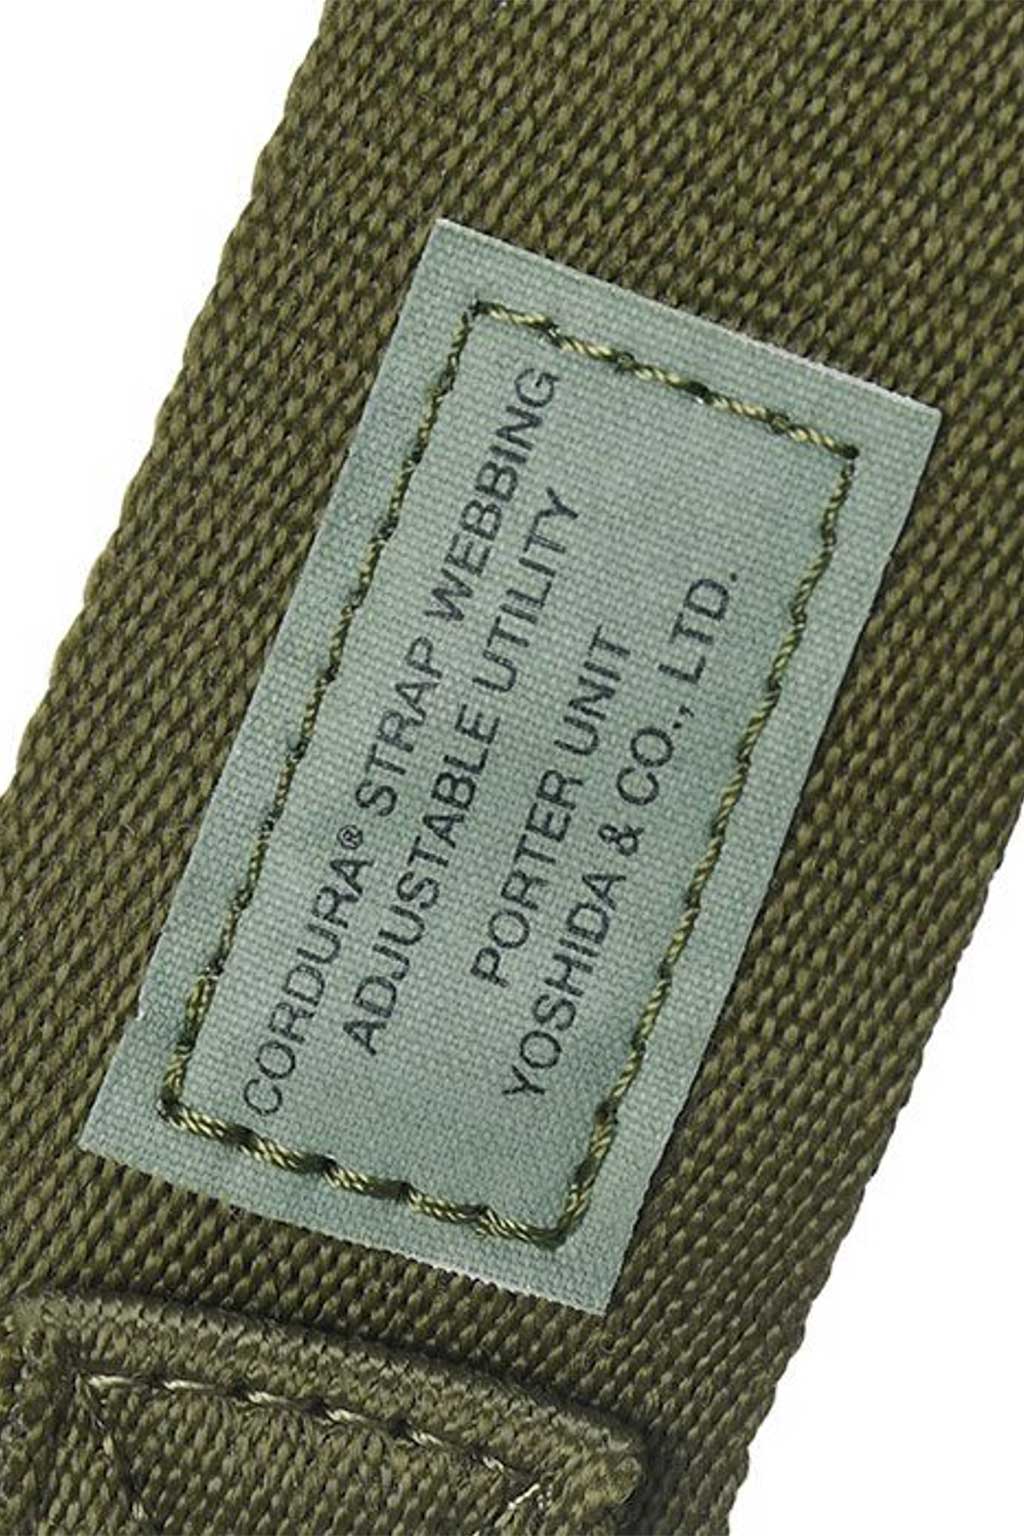 CORDURA® STRAP WEBBING
ADJUSTABLE UTILITY
PORTER UNIT
YOSHIDA & CO., LTD.